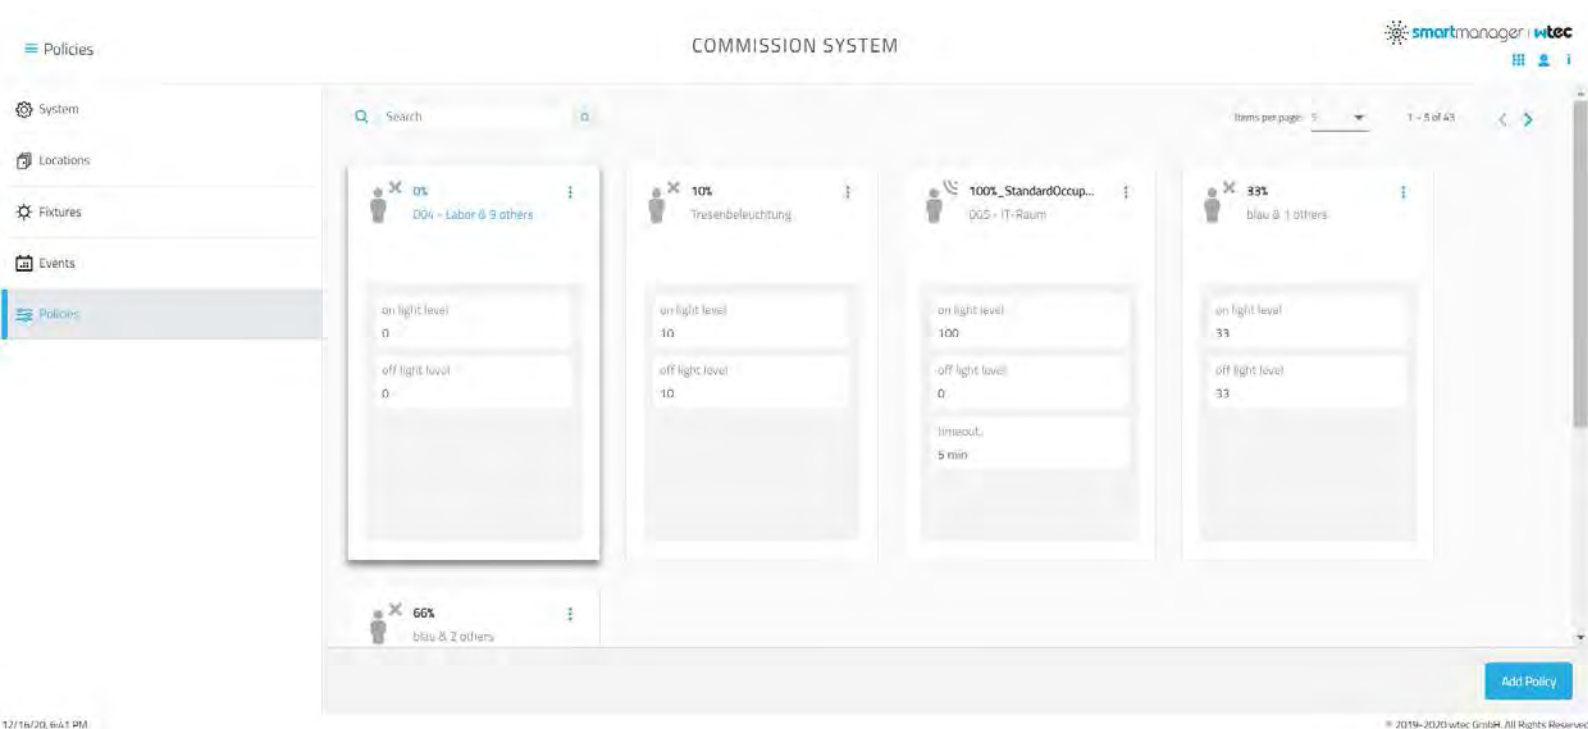 Policies
COMMISSION SYSTEM
smartmanager | wtec
System
Locations
Fixtures
Events
Policies
Search
Items per page: 5
1 – 5 of 43
0%
D04 - Labor & 9 others
on light level
0
off light level
0
10%
Tresenbeleuchtung
on light level
10
off light level
10
100%_StandardOccup...
005 - IT-Raum
on light level
100
off light level
0
timeout
5 min
33%
blau & 1 others
on light level
33
off light level
33
66%
blau & 2 others
Add Policy
12/16/20, 6:41 PM
© 2019-2020 wtec GmbH. All Rights Reserved